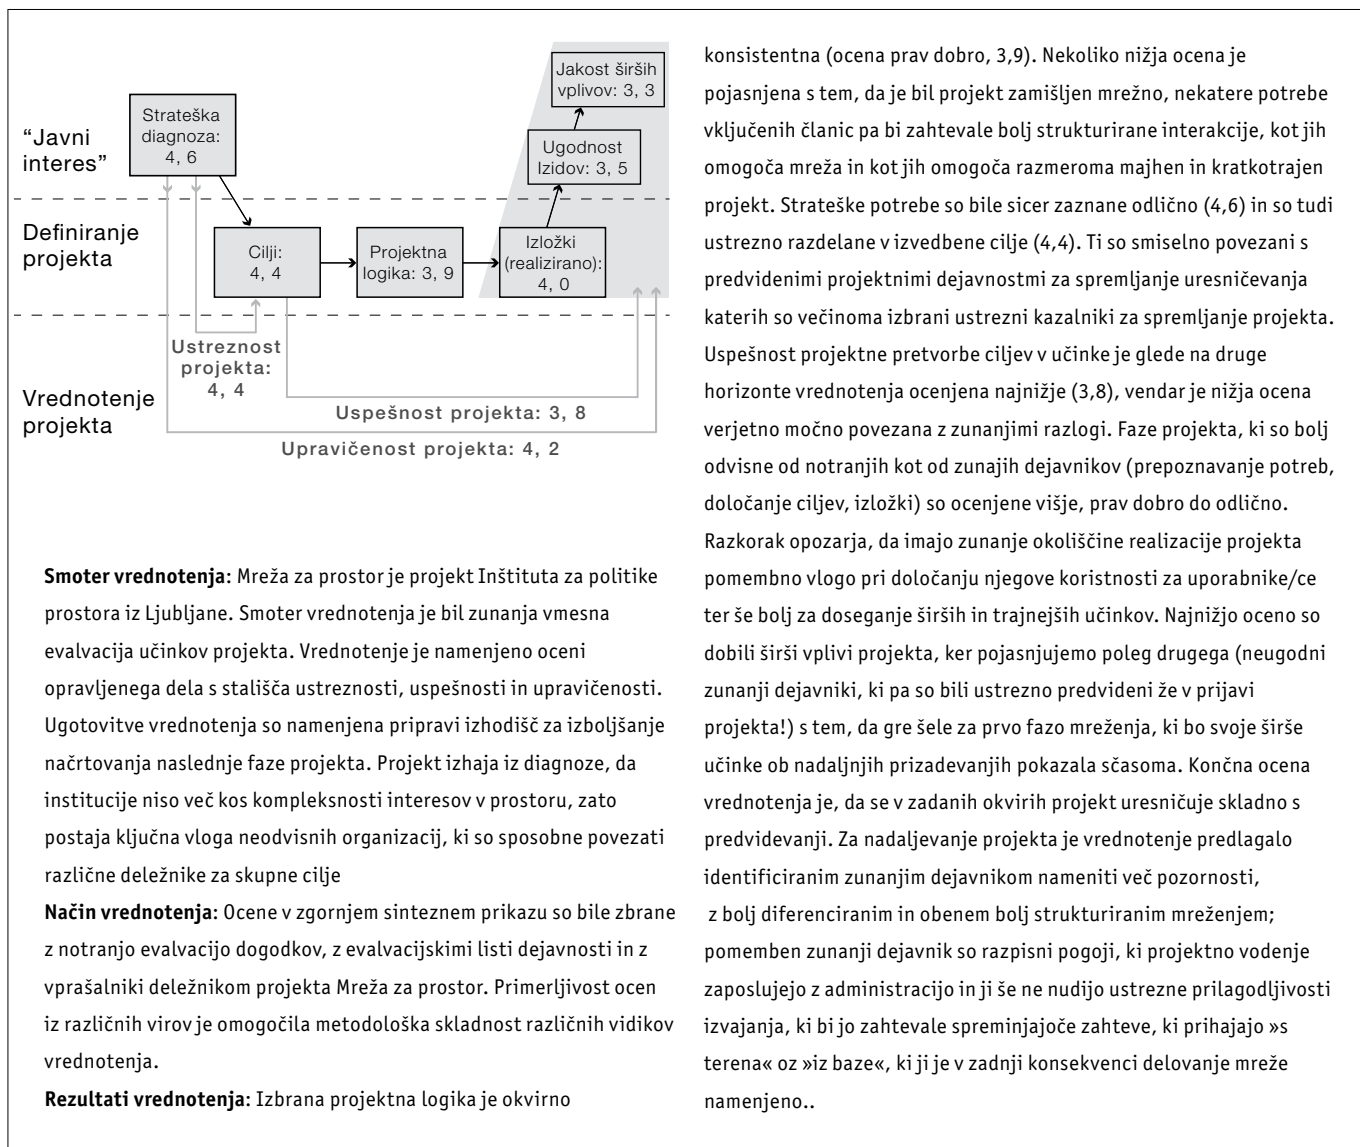 “Javni
interes”
Strateška
diagnoza:
4, 6
Jakost širših
vplivov: 3, 3
Ugodnost
Izidov: 3, 5
Definiranje
projekta
Cilji:
4, 4
Projektna
logika: 3, 9
Izložki
(realizirano):
4, 0
Vrednotenje
projekta
Ustreznost
projekta:
4, 4
Uspešnost projekta: 3, 8
Upravičenost projekta: 4, 2
Smoter vrednotenja: Mreža za prostor je projekt Inštituta za politike
prostora iz Ljubljane. Smoter vrednotenja je bil zunanja vmesna
evalvacija učinkov projekta. Vrednotenje je namenjeno oceni
opravljenega dela s stališča ustreznosti, uspešnosti in upravičenosti.
Ugotovitve vrednotenja so namenjena pripravi izhodišč za izboljšanje
načrtovanja naslednje faze projekta. Projekt izhaja iz diagnoze, da
institucije niso več kos kompleksnosti interesov v prostoru, zato
postaja ključna vloga neodvisnih organizacij, ki so sposobne povezati
različne deležnike za skupne cilje
Način vrednotenja: Ocene v zgornjem sinteznem prikazu so bile zbrane
z notranjo evalvacijo dogodkov, z evalvacijskimi listi dejavnosti in z
vprašalniki deležnikom projekta Mreža za prostor. Primerljivost ocen
iz različnih virov je omogočila metodološka skladnost različnih vidikov
vrednotenja.
Rezultati vrednotenja: Izbrana projektna logika je okvirno
konsistentna (ocena prav dobro, 3,9). Nekoliko nižja ocena je
pojasnjena s tem, da je bil projekt zamišljen mrežno, nekatere potrebe
vključenih članic pa bi zahtevale bolj strukturirane interakcije, kot jih
omogoča mreža in kot jih omogoča razmeroma majhen in kratkotrajen
projekt. Strateške potrebe so bile sicer zaznane odlično (4,6) in so tudi
ustrezno razdelane v izvedbene cilje (4,4). Ti so smiselno povezani s
predvidenimi projektnimi dejavnostmi za spremljanje uresničevanja
katerih so večinoma izbrani ustrezni kazalniki za spremljanje projekta.
Uspešnost projektne pretvorbe ciljev v učinke je glede na druge
horizonte vrednotenja ocenjena najnižje (3,8), vendar je nižja ocena
verjetno močno povezana z zunanjimi razlogi. Faze projekta, ki so bolj
odvisne od notranjih kot od zunajih dejavnikov (prepoznavanje potreb,
določanje ciljev, izložki) so ocenjene višje, prav dobro do odlično.
Razkorak opozarja, da imajo zunanje okoliščine realizacije projekta
pomembno vlogo pri določanju njegove koristnosti za uporabnike/ce
ter še bolj za doseganje širših in trajnejših učinkov. Najnižjo oceno so
dobili širši vplivi projekta, ker pojasnjujemo poleg drugega (neugodni
zunanji dejavniki, ki pa so bili ustrezno predvideni že v prijavi
projekta!) s tem, da gre šele za prvo fazo mreženja, ki bo svoje širše
učinke ob nadaljnjih prizadevanjih pokazala sčasoma. Končna ocena
vrednotenja je, da se v zadanih okvirih projekt uresničuje skladno s
predvidevanji. Za nadaljevanje projekta je vrednotenje predlagalo
identificiranim zunanjim dejavnikom nameniti več pozornosti,
z bolj diferenciranim in obenem bolj strukturiranim mreženjem;
pomemben zunanji dejavnik so razpisni pogoji, ki projektno vodenje
zaposlujejo z administracijo in ji še ne nudijo ustrezne prilagodljivosti
izvajanja, ki bi jo zahtevale spreminjajoče zahteve, ki prihajajo »s
terena« oz »iz baze«, ki ji je v zadnji konsekvenci delovanje mreže
namenjeno..